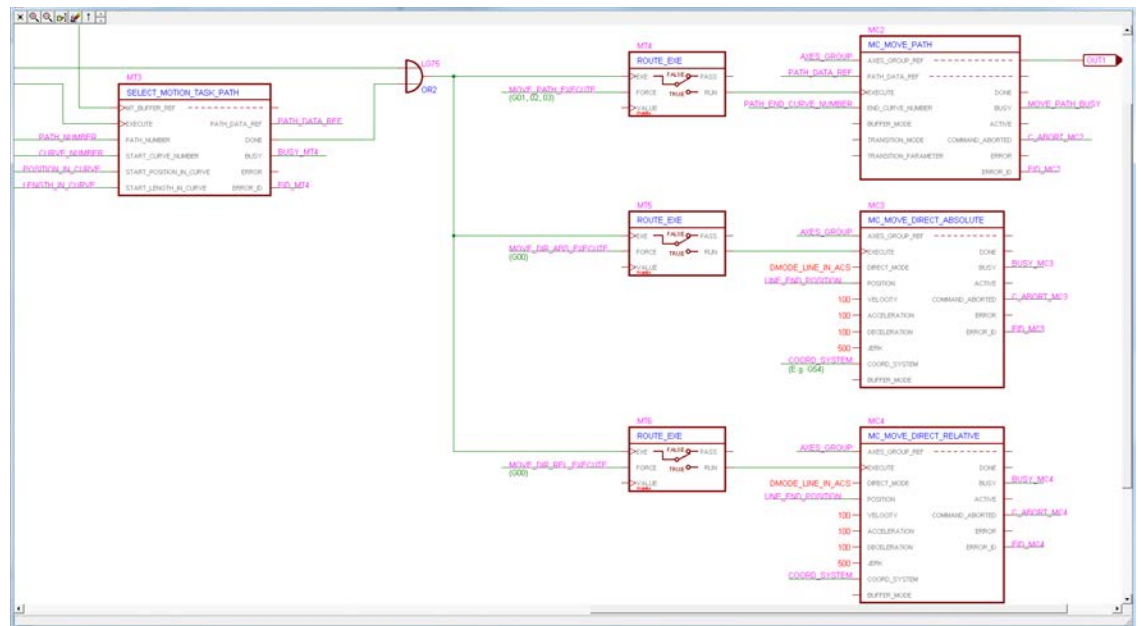 MT3
SELECT_MOTION_TASK_PATH
MT_BUFFER_REF
EXECUTE
PATH_DATA_REF
PATH_DATA_REF
PATH_NUMBER
PATH_NUMBER
DONE
CURVE_NUMBER
START_CURVE_NUMBER
BUSY
BUSY_MT4
POSITION_IN_CURVE
START_POSITION_IN_CURVE
ERROR
LENGTH_IN_CURVE
START_LENGTH_IN_CURVE
ERROR_ID
EID_MT4
LG75
OR2
MT4
ROUTE_EXE
EXE
FALSE
PASS
MOVE_PATH_EXECUTE
(G01, 02, 03)
FORCE
TRUE
RUN
VALUE
MC2
MC_MOVE_PATH
AXES_GROUP
AXES_GROUP_REF
OUT1
PATH_DATA_REF
PATH_DATA_REF
EXECUTE
DONE
PATH_END_CURVE_NUMBER
END_CURVE_NUMBER
BUSY
MOVE_PATH_BUSY
BUFFER_MODE
ACTIVE
TRANSITION_MODE
COMMAND_ABORTED
C_ABORT_MC2
TRANSITION_PARAMETER
ERROR
ERROR_ID
EID_MC2
MT5
ROUTE_EXE
EXE
FALSE
PASS
MOVE_DIR_ABS_EXECUTE
(G00)
FORCE
TRUE
RUN
VALUE
MC3
MC_MOVE_DIRECT_ABSOLUTE
AXES_GROUP
AXES_GROUP_REF
EXECUTE
DONE
DMODE_LINE_IN_ACS
DIRECT_MODE
BUSY
BUSY_MC3
LINE_END_POSITION
POSITION
ACTIVE
100
VELOCITY
COMMAND_ABORTED
C_ABORT_MC3
100
ACCELERATION
ERROR
100
DECELERATION
ERROR_ID
EID_MC3
500
JERK
COORD_SYSTEM
(E.g. G54)
COORD_SYSTEM
BUFFER_MODE
MT6
ROUTE_EXE
EXE
FALSE
PASS
MOVE_DIR_REL_EXECUTE
(G00)
FORCE
TRUE
RUN
VALUE
MC4
MC_MOVE_DIRECT_RELATIVE
AXES_GROUP
AXES_GROUP_REF
EXECUTE
DONE
DMODE_LINE_IN_ACS
DIRECT_MODE
BUSY
BUSY_MC4
LINE_END_POSITION
POSITION
ACTIVE
100
VELOCITY
COMMAND_ABORTED
C_ABORT_MC4
100
ACCELERATION
ERROR
100
DECELERATION
ERROR_ID
EID_MC4
500
JERK
COORD_SYSTEM
COORD_SYSTEM
BUFFER_MODE